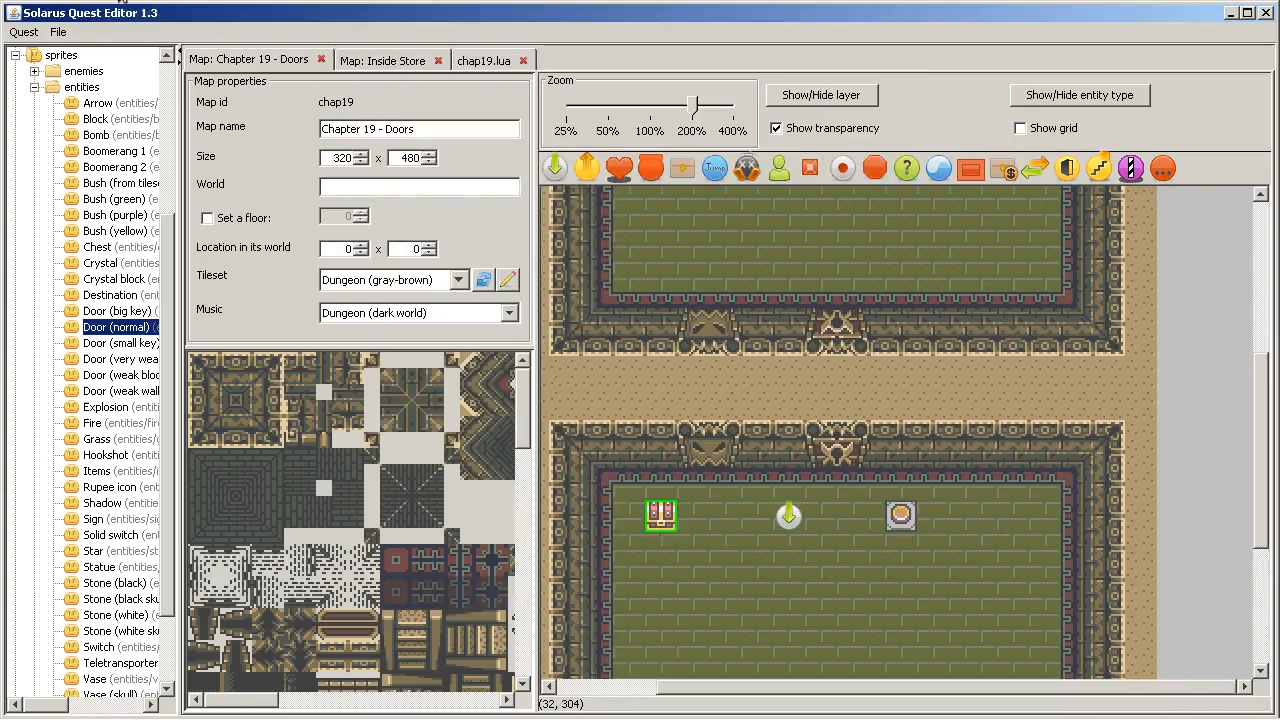 Solarus Quest Editor 1.3
Quest File
sprites
enemies
entities
Arrow (entities/
Block (entities/
Bomb (entities/
Boomerang 1
Boomerang 2
Bush (from tiles
Bush (green)
Bush (purple)
Bush (yellow)
Chest (entities/
Crystal (entities/
Crystal block
Destination
Door (big key)
Door (normal)
Door (small key
Door (very wea
Door (weak bloc
Door (weak wall
Explosion (entiti
Fire (entities/fir
Grass (entities/
Hookshot
Items (entities/
Rupee icon
Shadow (entiti
Sign (entities/si
Solid switch
Star (entities/st
Statue (entities
Stone (black)
Stone (black sku
Stone (white)
Stone (white sk
Switch (entities
Teletransporter
Vase (entities/
Vase (skull)
Map: Chapter 19 - Doors
Map: Inside Store
chap19.lua
Map properties
Map id chap19
Map name Chapter 19 - Doors
Size 320 x 480
World
Set a floor: 0
Location in its world 0 x 0
Tileset Dungeon (gray-brown)
Music Dungeon (dark world)
Zoom
25% 50% 100% 200% 400%
Show/Hide layer
Show/Hide entity type
Show transparency
Show grid
Jump
?
$
...
(32, 304)